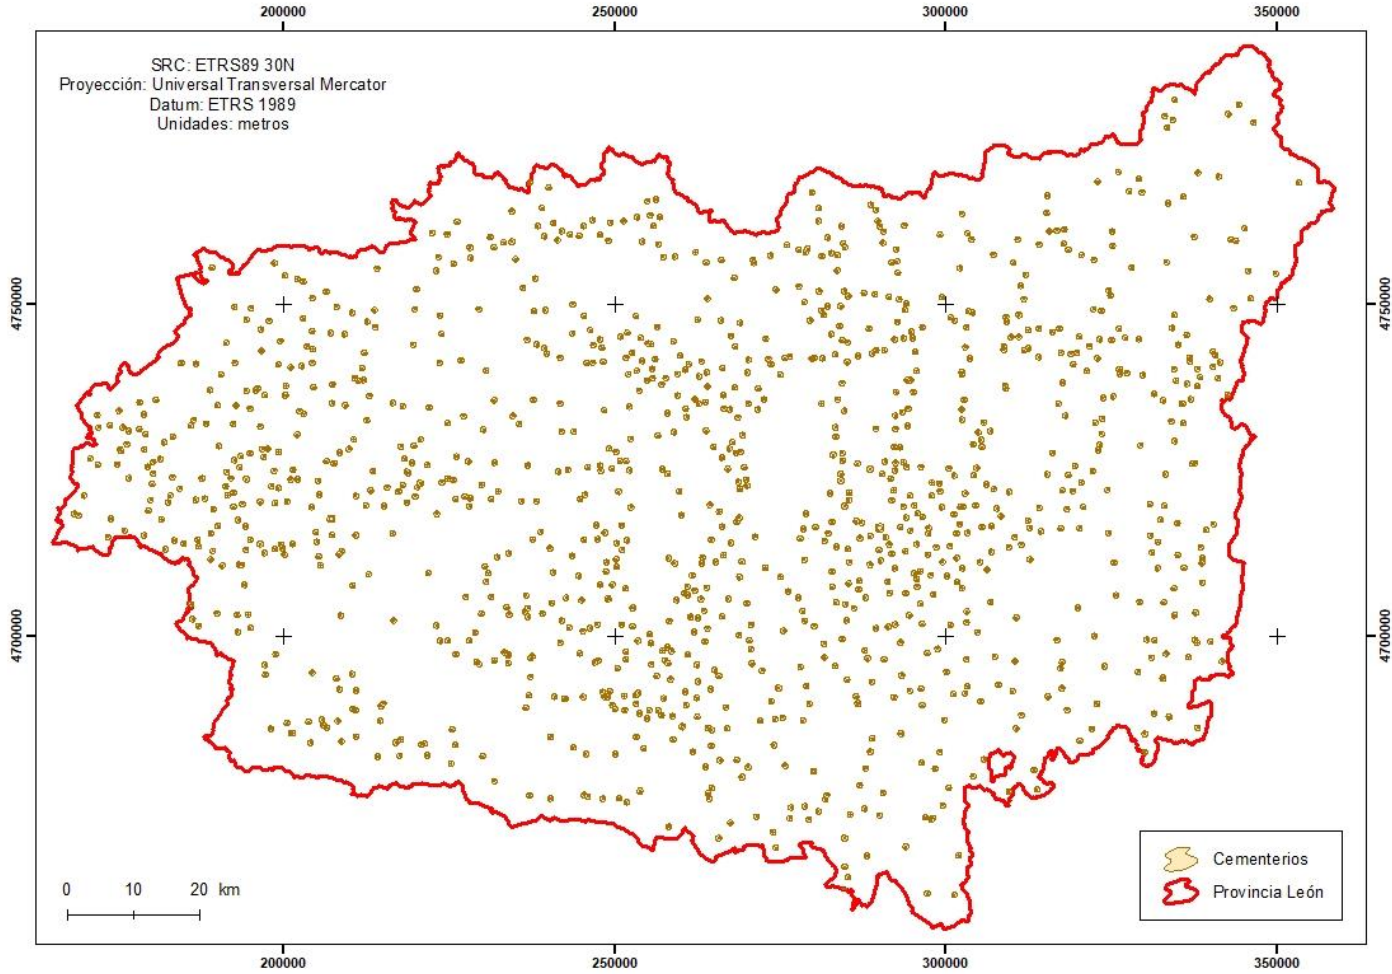 200000 250000 300000 350000
SRC: ETRS89 30N
Proyección: Universal Transversal Mercator
Datum: ETRS 1989
Unidades: metros
4750000 4750000
4700000 4700000
Cementerios
Provincia León
0 10 20 km
200000 250000 300000 350000